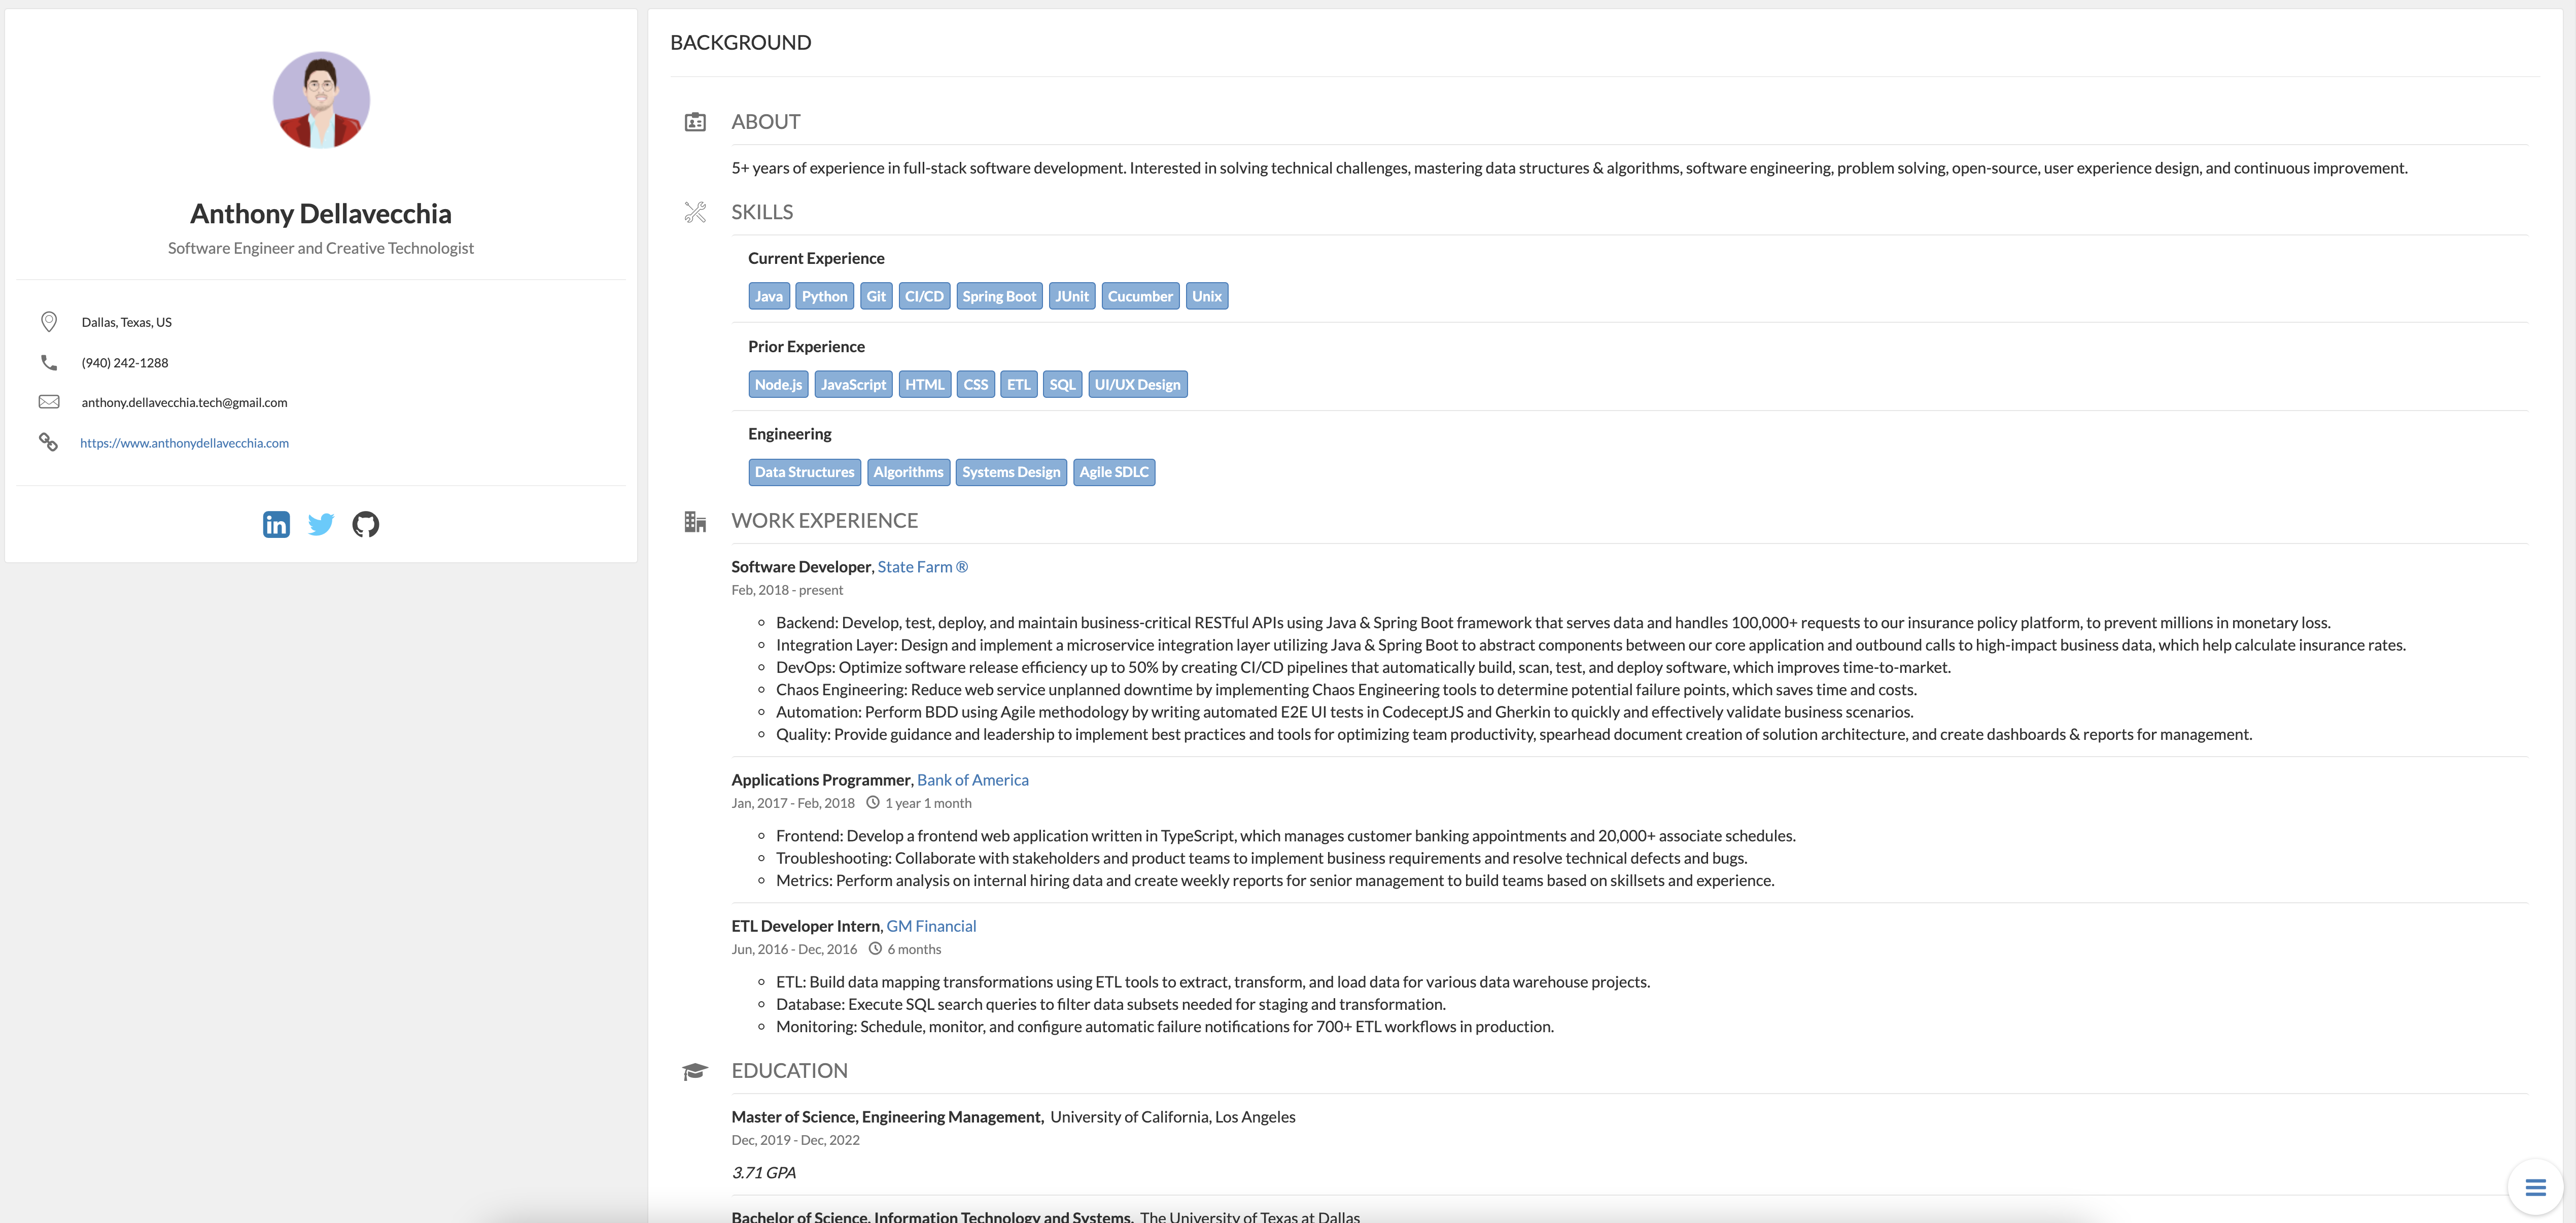 Anthony Dellavecchia
Software Engineer and Creative Technologist
Dallas, Texas, US
(940) 242-1288
anthony.dellavecchia.tech@gmail.com
https://www.anthonydellavecchia.com
in
BACKGROUND
ABOUT
5+ years of experience in full-stack software development. Interested in solving technical challenges, mastering data structures & algorithms, software engineering, problem solving, open-source, user experience design, and continuous improvement.
SKILLS
Current Experience
Java Python Git CI/CD Spring Boot JUnit Cucumber Unix
Prior Experience
Node.js JavaScript HTML CSS ETL SQL UI/UX Design
Engineering
Data Structures Algorithms Systems Design Agile SDLC
WORK EXPERIENCE
Software Developer, State Farm ®
Feb, 2018 - present
Backend: Develop, test, deploy, and maintain business-critical RESTful APIs using Java & Spring Boot framework that serves data and handles 100,000+ requests to our insurance policy platform, to prevent millions in monetary loss.
Integration Layer: Design and implement a microservice integration layer utilizing Java & Spring Boot to abstract components between our core application and outbound calls to high-impact business data, which help calculate insurance rates.
DevOps: Optimize software release efficiency up to 50% by creating CI/CD pipelines that automatically build, scan, test, and deploy software, which improves time-to-market.
Chaos Engineering: Reduce web service unplanned downtime by implementing Chaos Engineering tools to determine potential failure points, which saves time and costs.
Automation: Perform BDD using Agile methodology by writing automated E2E UI tests in CodeceptJS and Gherkin to quickly and effectively validate business scenarios.
Quality: Provide guidance and leadership to implement best practices and tools for optimizing team productivity, spearhead document creation of solution architecture, and create dashboards & reports for management.
Applications Programmer, Bank of America
Jan, 2017 - Feb, 2018 1 year 1 month
Frontend: Develop a frontend web application written in TypeScript, which manages customer banking appointments and 20,000+ associate schedules.
Troubleshooting: Collaborate with stakeholders and product teams to implement business requirements and resolve technical defects and bugs.
Metrics: Perform analysis on internal hiring data and create weekly reports for senior management to build teams based on skillsets and experience.
ETL Developer Intern, GM Financial
Jun, 2016 - Dec, 2016 6 months
ETL: Build data mapping transformations using ETL tools to extract, transform, and load data for various data warehouse projects.
Database: Execute SQL search queries to filter data subsets needed for staging and transformation.
Monitoring: Schedule, monitor, and configure automatic failure notifications for 700+ ETL workflows in production.
EDUCATION
Master of Science, Engineering Management, University of California, Los Angeles
Dec, 2019 - Dec, 2022
3.71 GPA
Bachelor of Science, Information Technology and Systems, The University of Texas at Dallas